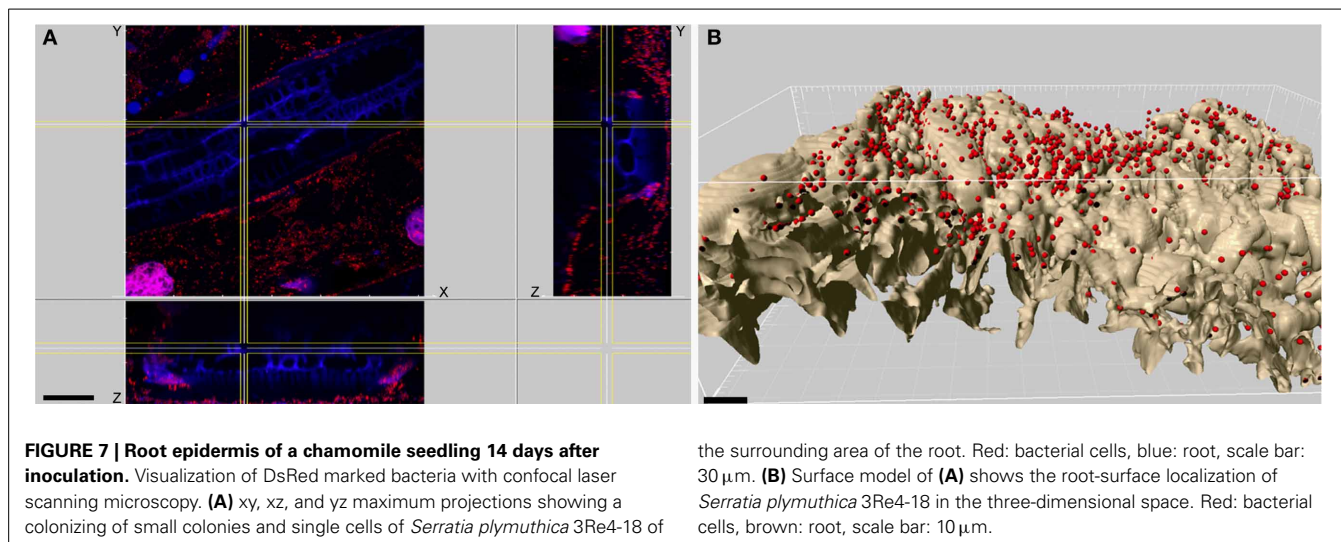 A
Y
Y
X
Z
Z
B
FIGURE 7 | Root epidermis of a chamomile seedling 14 days after
inoculation. Visualization of DsRed marked bacteria with confocal laser
scanning microscopy. (A) xy, xz, and yz maximum projections showing a
colonizing of small colonies and single cells of Serratia plymuthica 3Re4-18 of
the surrounding area of the root. Red: bacterial cells, blue: root, scale bar:
30 μm. (B) Surface model of (A) shows the root-surface localization of
Serratia plymuthica 3Re4-18 in the three-dimensional space. Red: bacterial
cells, brown: root, scale bar: 10 μm.